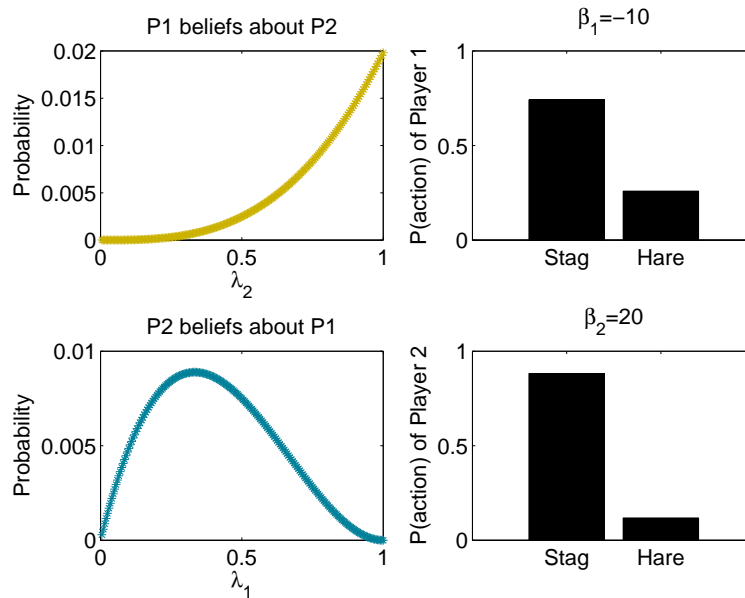 P1 beliefs about P2
Probability
0.02
0.015
0.01
0.005
0
0
0.5
1
λ2
β1=−10
P(action) of Player 1
1
0.5
0
Stag
Hare
P2 beliefs about P1
Probability
0.01
0.005
0
0
0.5
1
λ1
β2=20
P(action) of Player 2
1
0.5
0
Stag
Hare